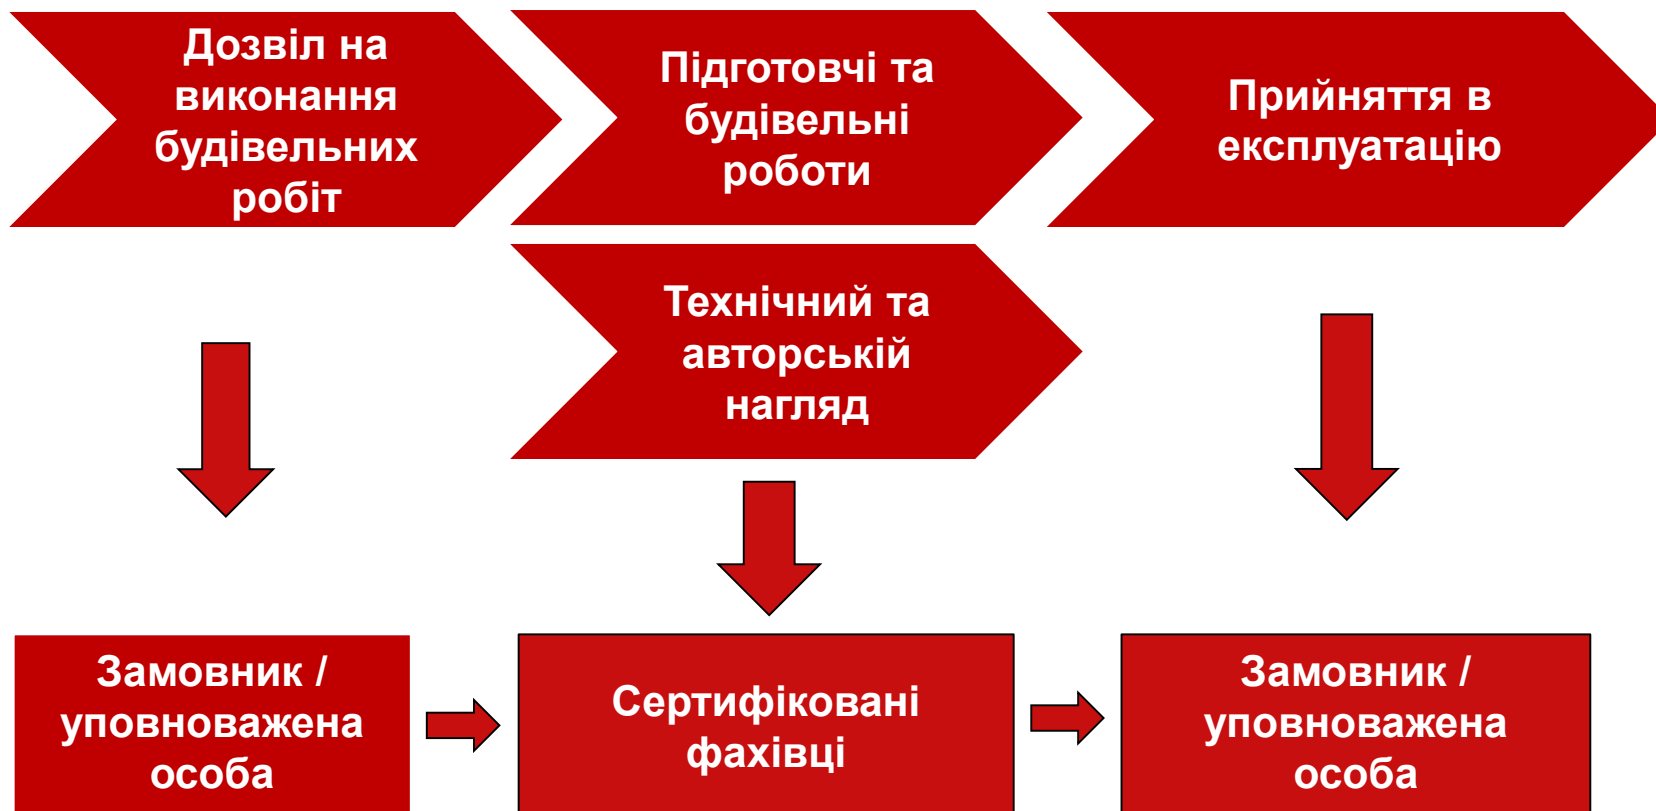 Дозвіл на
виконання
будівельних
робіт
Підготовчі та
будівельні
роботи
Прийняття в
експлуатацію
Технічний та
авторській
нагляд
Замовник /
уповноважена
особа
Сертифіковані
фахівці
Замовник /
уповноважена
особа